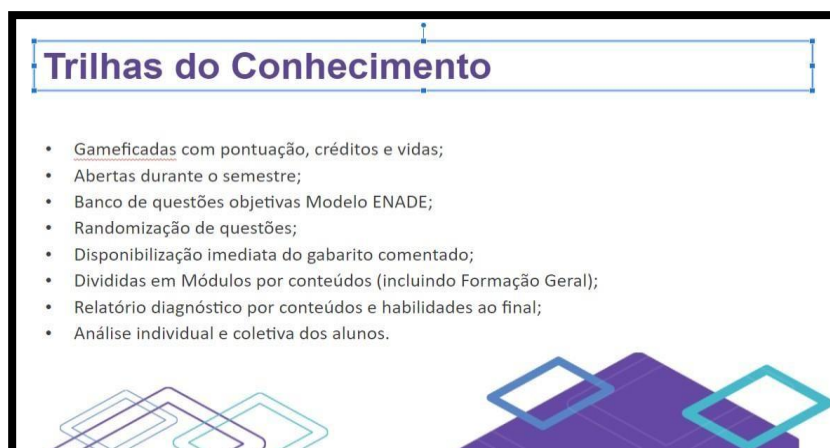 Trilhas do Conhecimento
• Gameficadas com pontuação, créditos e vidas;
• Abertas durante o semestre;
• Banco de questões objetivas Modelo ENADE;
• Randomização de questões;
• Disponibilização imediata do gabarito comentado;
• Divididas em Módulos por conteúdos (incluindo Formação Geral);
• Relatório diagnóstico por conteúdos e habilidades ao final;
• Análise individual e coletiva dos alunos.